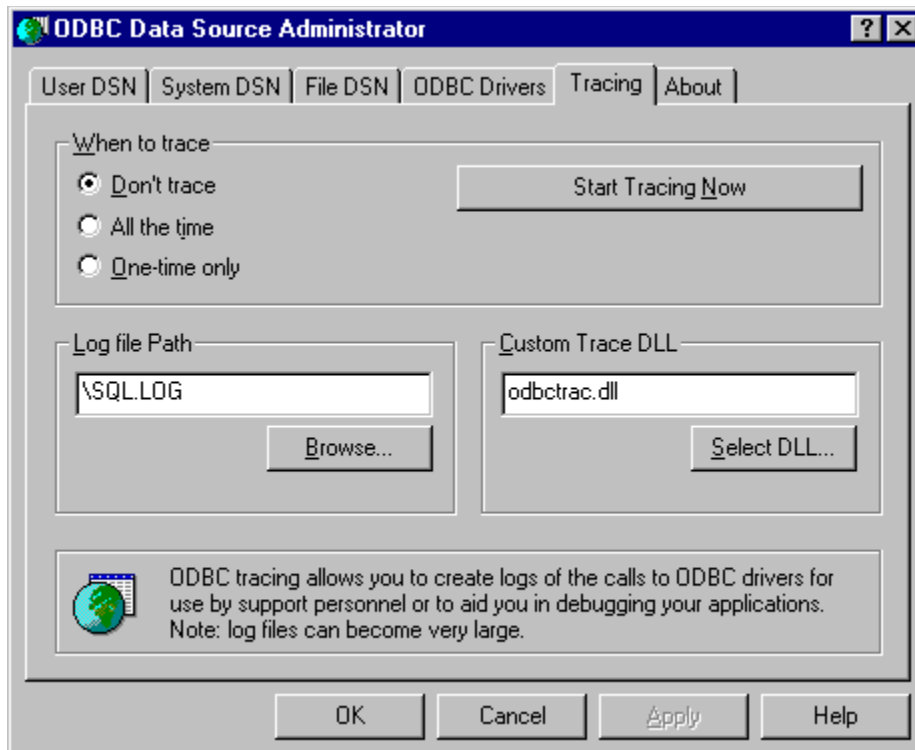 ODBC Data Source Administrator
User DSN System DSN File DSN ODBC Drivers Tracing About
When to trace
Don't trace
Start Tracing Now
All the time
One-time only
Log file Path
Custom Trace DLL
\SQL.LOG
odbctrac.dll
Browse...
Select DLL...
ODBC tracing allows you to create logs of the calls to ODBC drivers for
use by support personnel or to aid you in debugging your applications.
Note: log files can become very large.
OK Cancel Apply Help